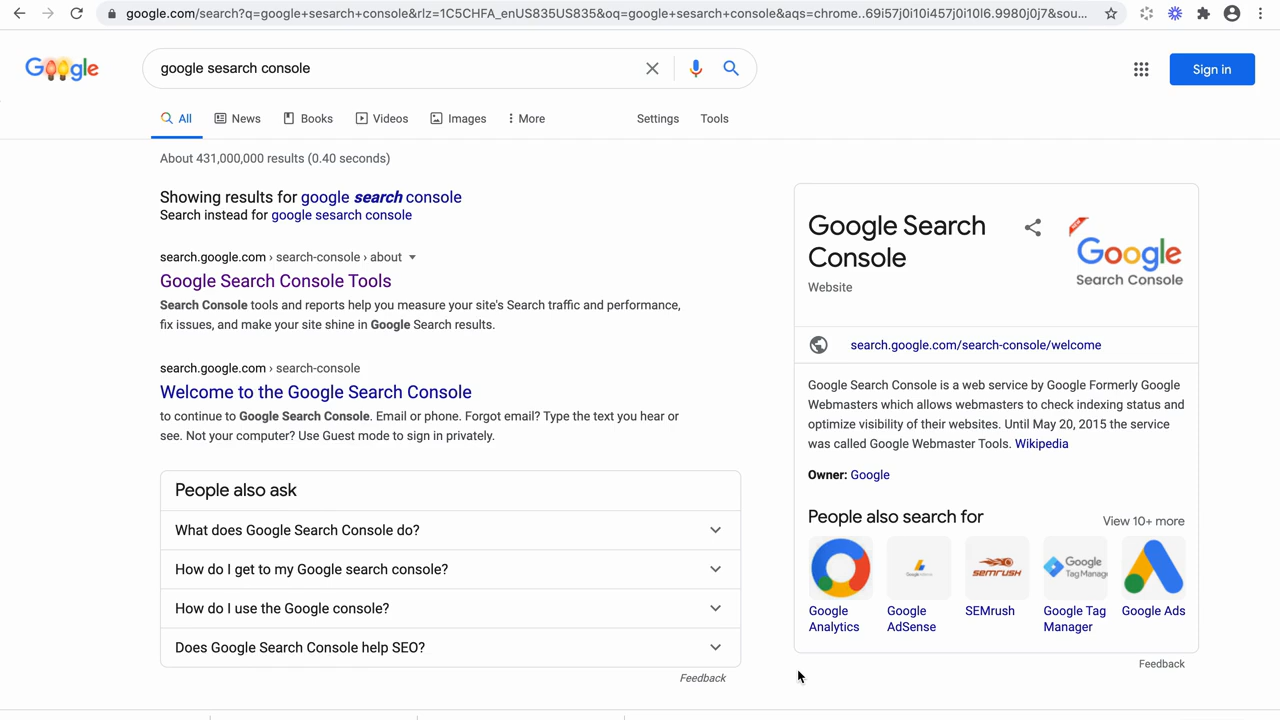 google.com/search?q=google+sesarch+console&rlz=1C5CHFA_enUS835US835&oq=google+sesarch+console&aqs=chrome..69i57j0i10i457j0i10l6.9980j0j7&sou...
Google
google sesarch console
Sign in
All
News
Books
Videos
Images
More
Settings
Tools
About 431,000,000 results (0.40 seconds)
Showing results for google search console
Search instead for google sesarch console
search.google.com › search-console › about
Google Search Console Tools
Search Console tools and reports help you measure your site's Search traffic and performance,
fix issues, and make your site shine in Google Search results.
search.google.com › search-console
Welcome to the Google Search Console
to continue to Google Search Console. Email or phone. Forgot email? Type the text you hear or
see. Not your computer? Use Guest mode to sign in privately.
People also ask
What does Google Search Console do?
How do I get to my Google search console?
How do I use the Google console?
Does Google Search Console help SEO?
Feedback
Google Search
Console
Website
Google
Search Console
search.google.com/search-console/welcome
Google Search Console is a web service by Google Formerly Google
Webmasters which allows webmasters to check indexing status and
optimize visibility of their websites. Until May 20, 2015 the service
was called Google Webmaster Tools. Wikipedia
Owner: Google
People also search for
View 10+ more
semrush
Google
Tag Manag
Google
Analytics
Google
AdSense
SEMrush
Google Tag
Manager
Google Ads
Feedback